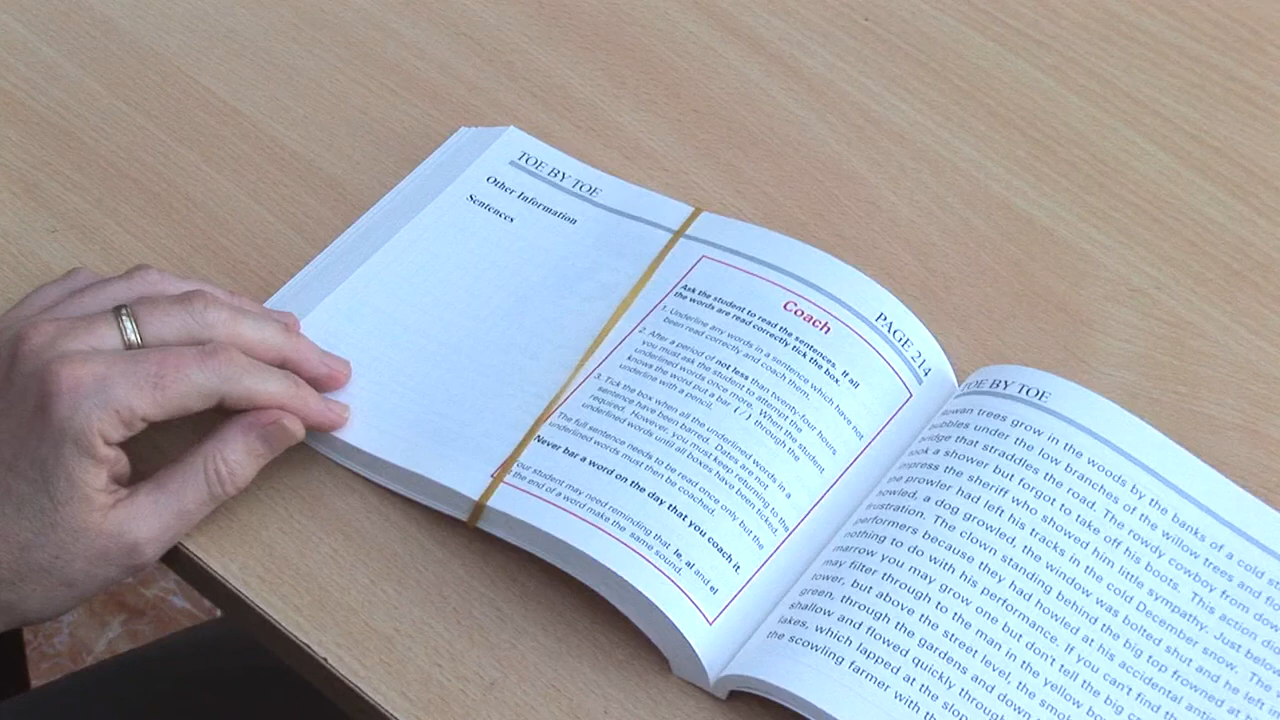 TOE BY TOE
PAGE 214
Other Information
Sentences
Coach
Ask the student to read the sentences. If all
the words are read correctly tick the box.
1. Underline any words in a sentence which have not
been read correctly and coach them.
2. After a period of not less than twenty-four hours
you must ask the student to attempt the
underlined words once more. When the student
knows the word put a bar, ( / ) through the
underline with a pencil.
3. Tick the box when all the underlined words in a
sentence have been barred. Dates are not
required. However, you must keep returning to the
underlined words until all boxes have been ticked.
The full sentence needs to be read once only but the
underlined words must be coached.
Never bar a word on the day that you coach it.
our student may need reminding that le, al and el
the end of a word make the same sound.
TOE BY TOE
Rowan trees grow in the woods by the banks of a cold
bubbles under the low branches of the willow trees and
bridge that straddles the road. The rowdy cowboy from
took a shower but forgot to take off his boots. This action
impress the sheriff who showed him little sympathy. Just
the prowler had left his tracks in the cold December snow. The
howled, a dog growled, the window was bolted shut and he left in
frustration. The clown standing behind the big top frowned at
performers because they had howled at his accidental
nothing to do with his performance. If you can't find the
marrow you may grow one but don't tell the big
may filter through to the man in the yellow
tower, but above the street level, the
green, through the gardens and down
shallow and flowed quickly through
lakes, which lapped at the
the scowling farmer with